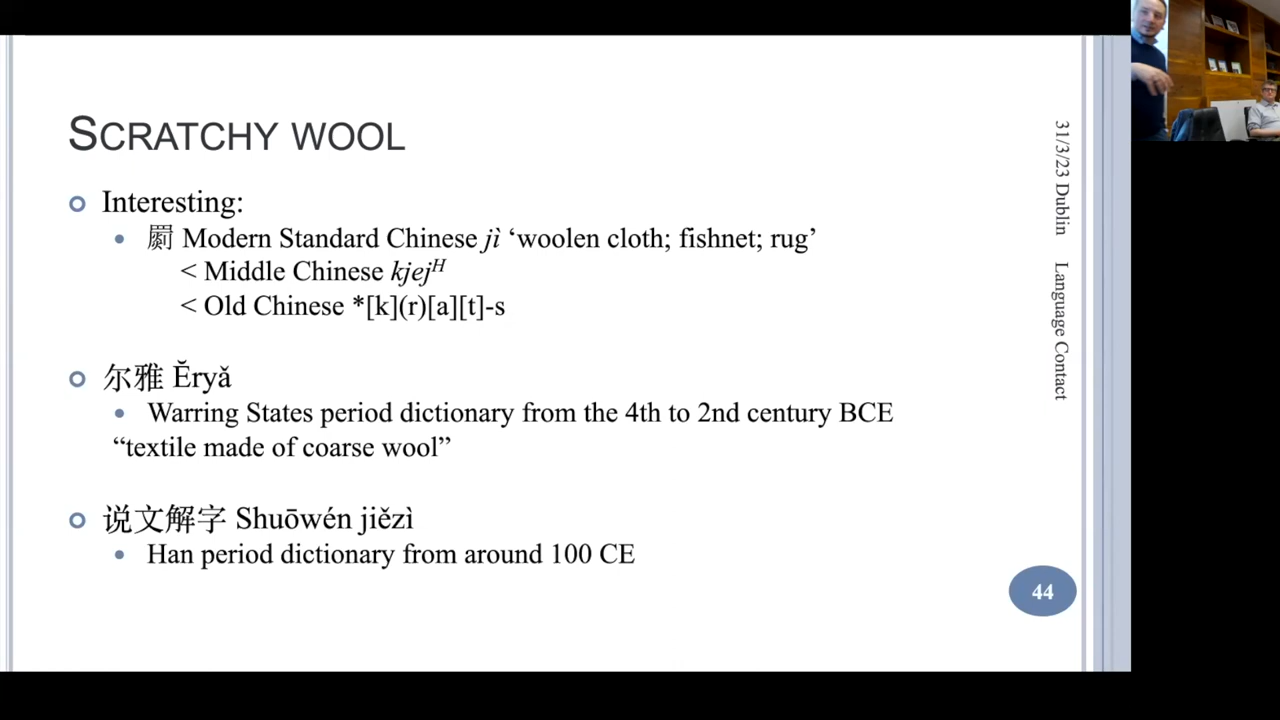 SCRATCHY WOOL
Interesting:
罽 Modern Standard Chinese jì ‘woolen cloth; fishnet; rug’
< Middle Chinese kjejᴴ
< Old Chinese *[k](r)[a][t]-s
尔雅 Ĕryǎ
Warring States period dictionary from the 4th to 2nd century BCE
“textile made of coarse wool”
说文解字 Shuōwén jiězì
Han period dictionary from around 100 CE
31/3/23 Dublin Language Contact
44